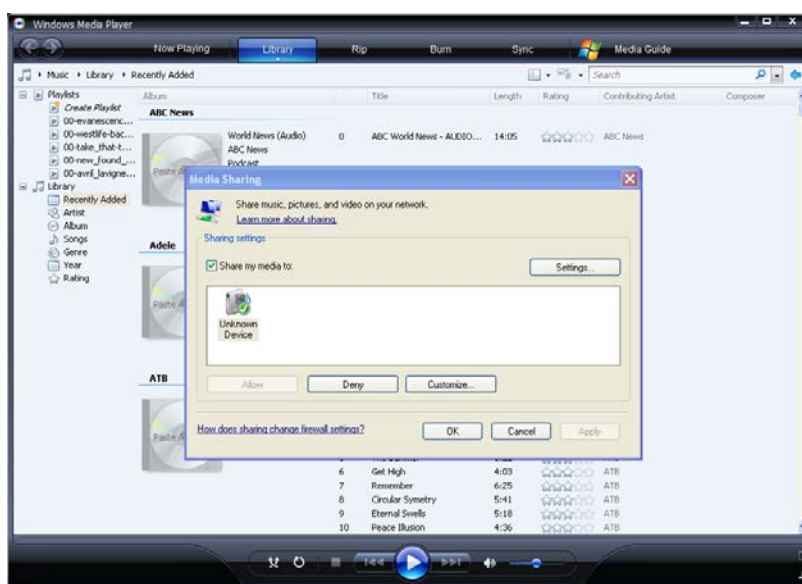 Windows Media Player
Now Playing Library Rip Burn Sync Media Guide
Music Library Recently Added Search
Playlists
Create Playlist
00-evanescenc...
00-westlife-bac...
00-take_that-t...
00-new_found_...
00-avril_lavigne...
Library
Recently Added
Artist
Album
Songs
Genre
Year
Rating
Album Title Length Rating Contributing Artist Composer
ABC News
World News (Audio) 0 ABC World News - AUDIO... 14:05 ABC News
ABC News
Podcast
Paste A
Adele
Paste A
ATB
Paste A
Media Sharing
Share music, pictures, and video on your network.
Learn more about sharing.
Sharing settings
Share my media to:
Settings...
Unknown
Device
Allow Deny Customize...
How does sharing change firewall settings?
OK Cancel Apply
6 Get High 4:03 ATB
7 Remember 6:25 ATB
8 Circular Symetry 5:41 ATB
9 Eternal Swells 5:18 ATB
10 Peace Illusion 4:36 ATB